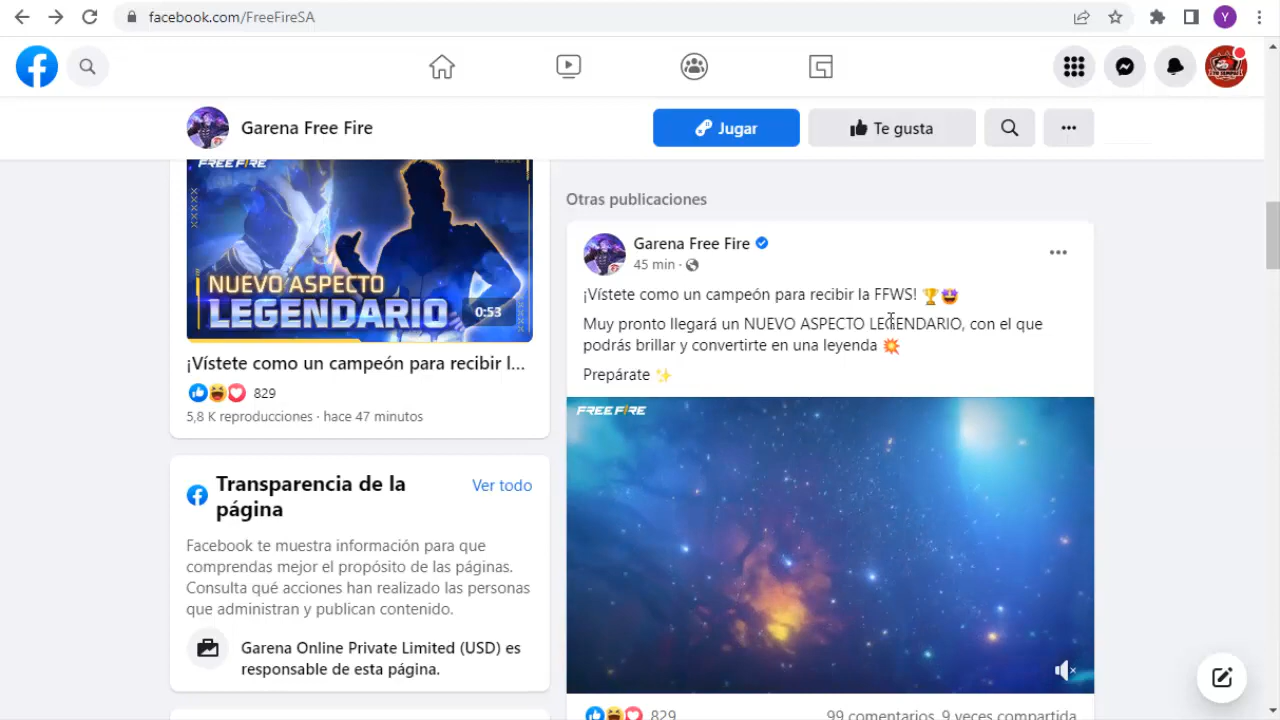 facebook.com/FreeFireSA
Y
Garena Free Fire
Jugar
Te gusta
FREE FIRE
NUEVO ASPECTO
LEGENDARIO
0:53
¡Vístete como un campeón para recibir l...
829
5,8 K reproducciones · hace 47 minutos
Transparencia de la
página
Ver todo
Facebook te muestra información para que
comprendas mejor el propósito de las páginas.
Consulta qué acciones han realizado las personas
que administran y publican contenido.
Garena Online Private Limited (USD) es
responsable de esta página.
Otras publicaciones
Garena Free Fire
45 min ·
¡Vístete como un campeón para recibir la FFWS! 🏆🤩
Muy pronto llegará un NUEVO ASPECTO LEGENDARIO, con el que
podrás brillar y convertirte en una leyenda 💥
Prepárate ✨
FREE FIRE
829
99 comentarios 9 veces compartida